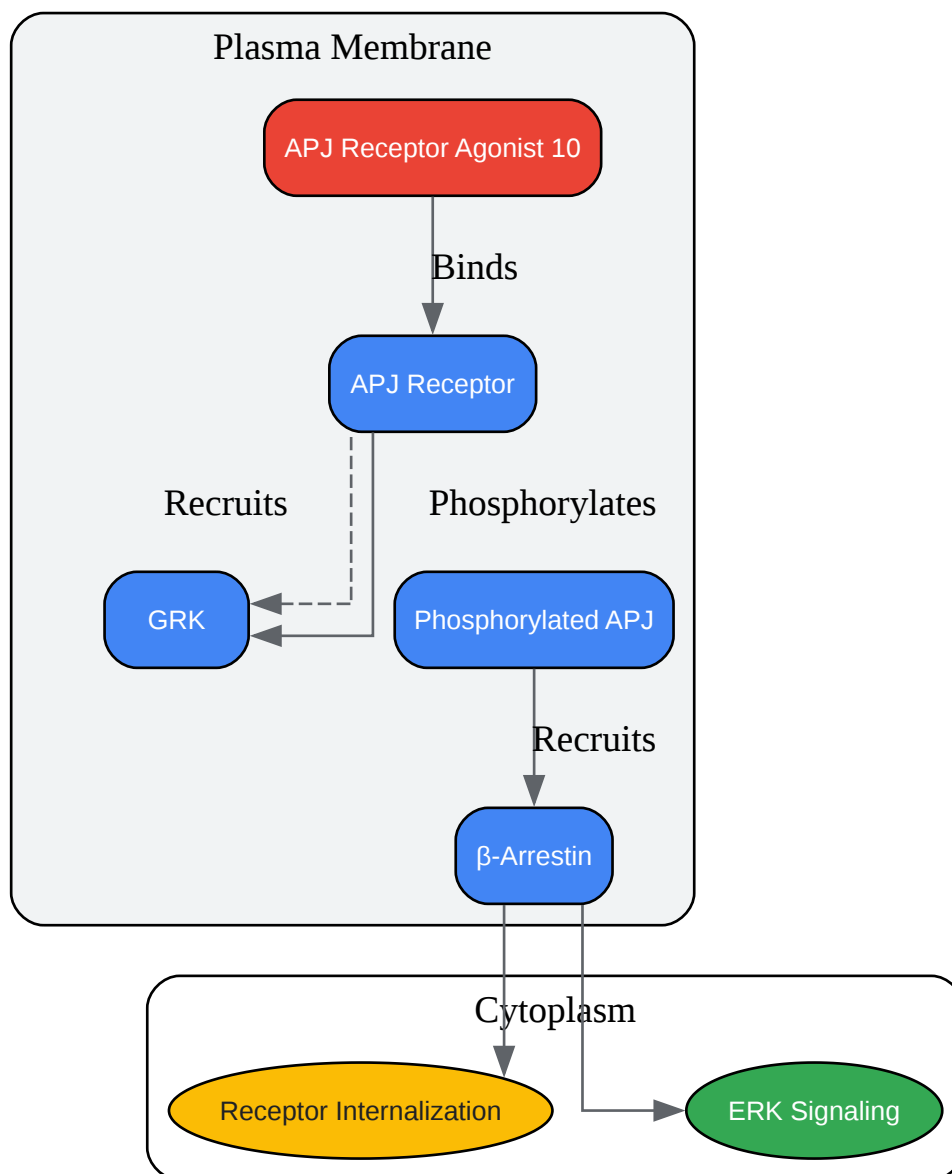 Plasma Membrane
APJ Receptor Agonist 10
Binds
APJ Receptor
Recruits
Phosphorylates
GRK
Phosphorylated APJ
Recruits
β-Arrestin
Cytoplasm
Receptor Internalization
ERK Signaling